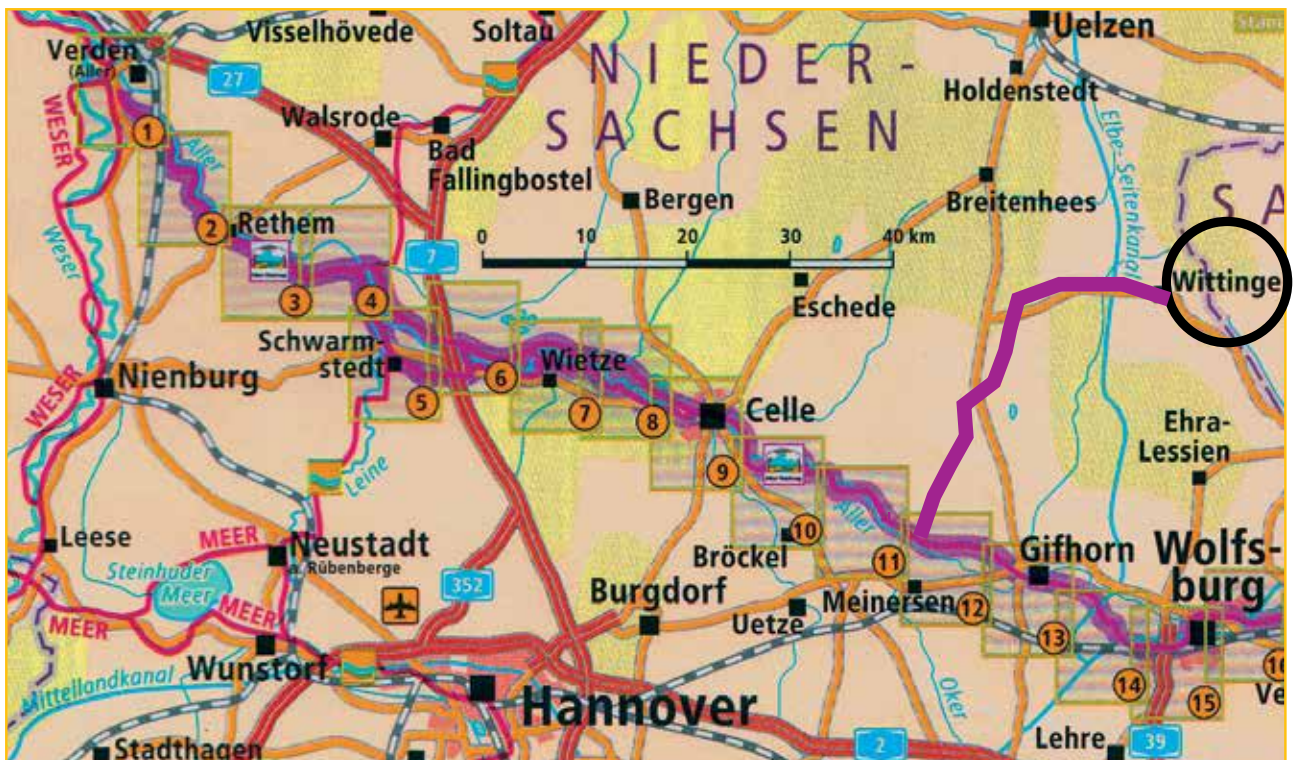 Visselhövede
Soltau
Uelzen
Verden
(Aller)
27
NIEDER-
SACHSEN
Holdenstedt
Walsrode
Bad
Fallingbostel
WESER
1
Aller
Elbe-Seitenkanal
Bergen
Breitenhees
S A
2
Rethem
0 10 20 30 40 km
7
Weser
3
4
Eschede
Wittinge
Schwarm-
stedt
Wietze
Nienburg
WESER
5
6
7
8
Celle
Ehra-
Lessien
9
Leine
Aller
10
Leese
MEER
Neustadt
a. Rübenberge
Bröckel
11
Gifhorn
Wolfs-
burg
Steinhuder
Meer
352
Burgdorf
Meinersen
12
MEER
MEER
Uetze
13
Wunstorf
14
15
16
Ve
Mittellandkanal
Hannover
Oker
Stadthagen
2
Lehre
39